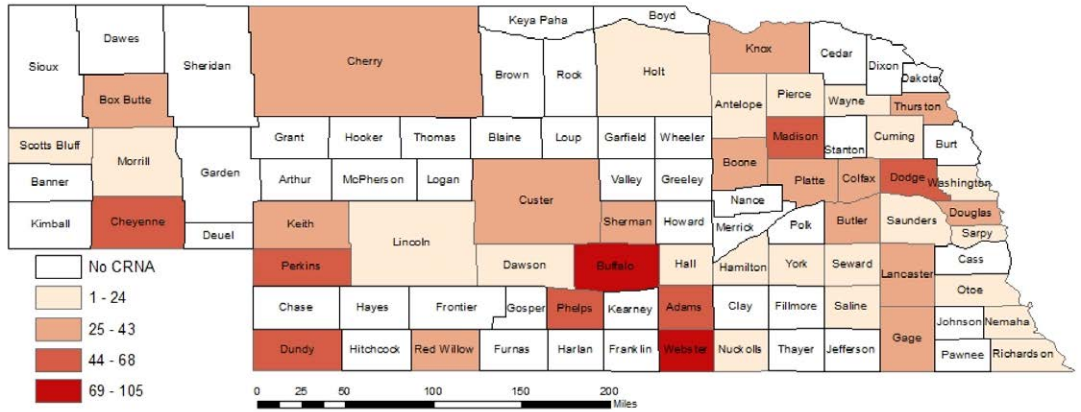 Keya Paha Boyd
Dawes Knox Cedar
Sioux Sheridan Cherry Brown Rock Holt Dixon
Dakota
Box Butte Antelope Pierce Wayne Thurston
Scotts Bluff Morrill Grant Hooker Thomas Blaine Loup Garfield Wheeler Madison Stanton Cuming Burt
Banner Garden Arthur McPherson Logan Valley Greeley Boone Platte Colfax Dodge Washington
Kimball Cheyenne Deuel Keith Lincoln Custer Sherman Howard Nance Merrick Polk Butler Saunders Douglas
Sarpy
Perkins Dawson Buffalo Hall Hamilton York Seward Lancaster Cass
Otoe
Chase Hayes Frontier Gosper Phelps Kearney Adams Clay Fillmore Saline
Johnson Nemaha
Dundy Hitchcock Red Willow Furnas Harlan Franklin Webster Nuckolls Thayer Jefferson Gage Pawnee Richardson
No CRNA
1 - 24
25 - 43
44 - 68
69 - 105
0 50 100 150 200
Miles